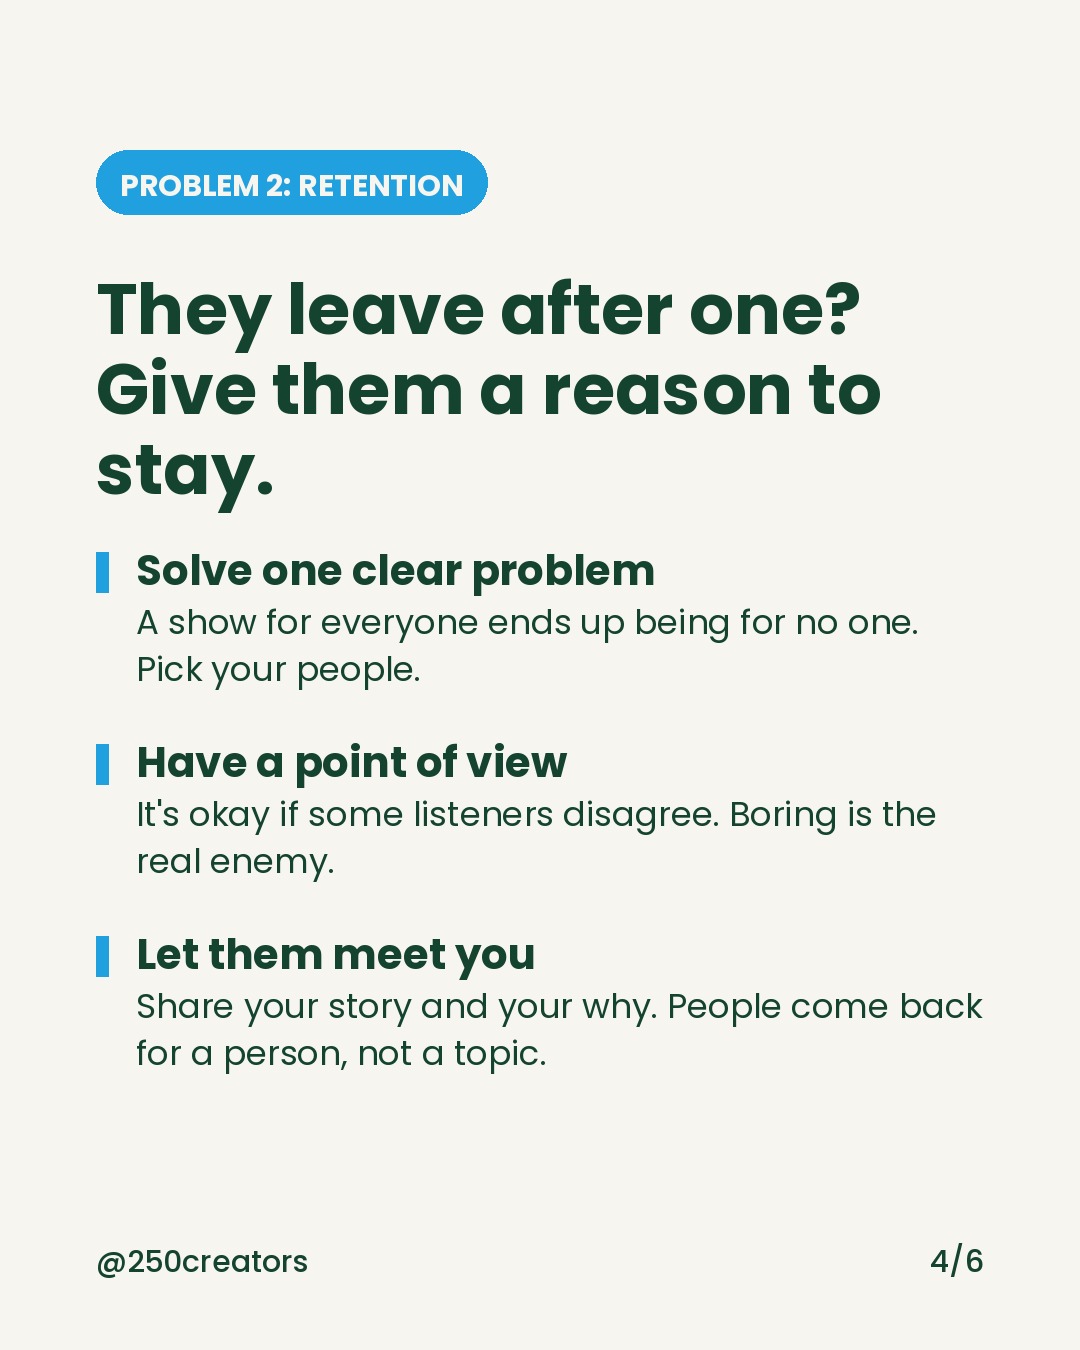 PROBLEM 2: RETENTION
They leave after one?
Give them a reason to
stay.
Solve one clear problem
A show for everyone ends up being for no one.
Pick your people.
Have a point of view
It's okay if some listeners disagree. Boring is the
real enemy.
Let them meet you
Share your story and your why. People come back
for a person, not a topic.
@250creators
4/6